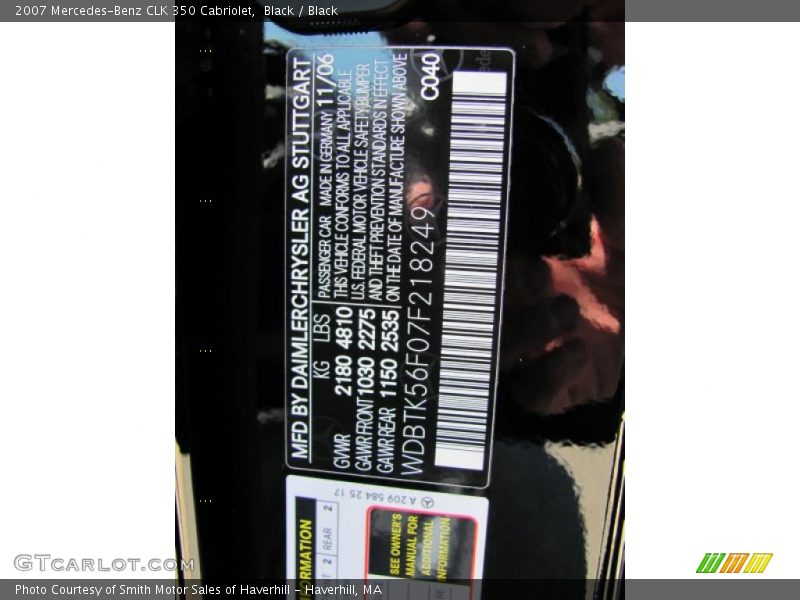 2007 Mercedes-Benz CLK 350 Cabriolet, Black / Black
MFD BY DAIMLERCHRYSLER AG STUTTGART
KG LBS PASSENGER CAR MADE IN GERMANY 11/06
GVWR 2180 4810 THIS VEHICLE CONFORMS TO ALL APPLICABLE
GAWR FRONT 1030 2275 U.S. FEDERAL MOTOR VEHICLE SAFETY BUMPER
GAWR REAR 1150 2535 AND THEFT PREVENTION STANDARDS IN EFFECT
ON THE DATE OF MANUFACTURE SHOWN ABOVE
WDBTK56F07F218249 C040
A 209 584 25 17
2 REAR 2
SEE OWNER'S
MANUAL FOR
ADDITIONAL
INFORMATION
GTCARLOT.COM
Photo Courtesy of Smith Motor Sales of Haverhill - Haverhill, MA